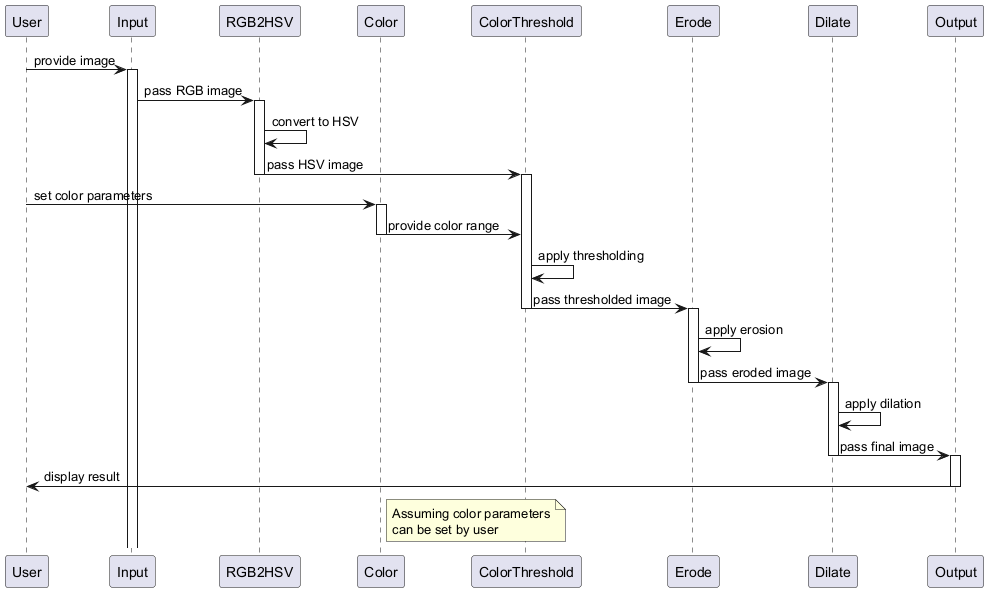 User
Input
RGB2HSV
Color
ColorThreshold
Erode
Dilate
Output
provide image
pass RGB image
convert to HSV
pass HSV image
set color parameters
provide color range
apply thresholding
pass thresholded image
apply erosion
pass eroded image
apply dilation
pass final image
display result
Assuming color parameters
can be set by user
User
Input
RGB2HSV
Color
ColorThreshold
Erode
Dilate
Output